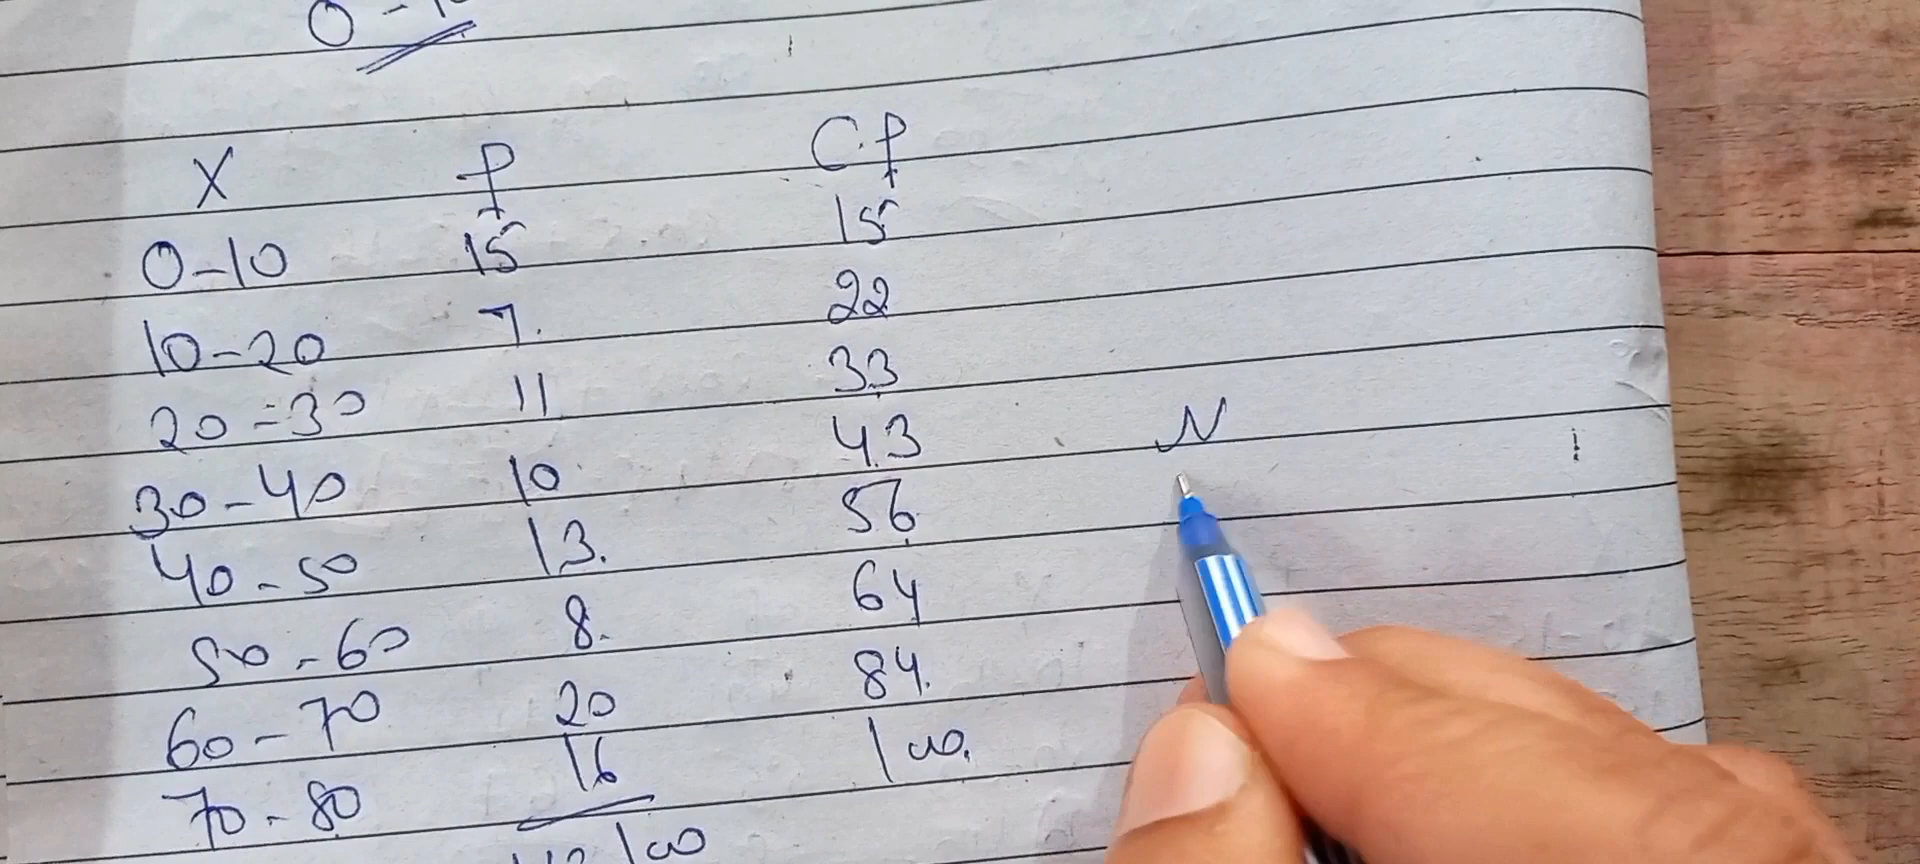 X f C.f
0-10 15 15
10-20 7. 22
20-30 11 33
30-40 10 43 N
40-50 13. 56
50-60 8. 64
60-70 20 84.
70-80 16 100.
100